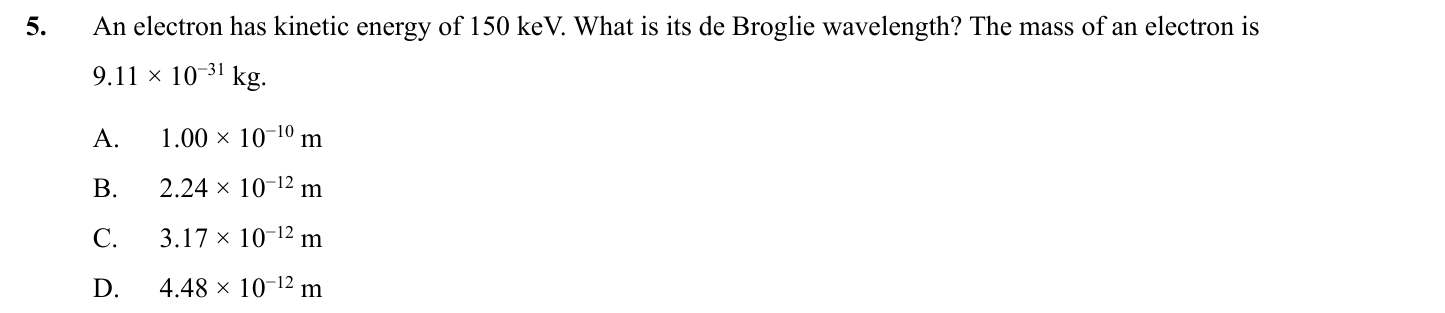 5. An electron has kinetic energy of 150 keV. What is its de Broglie wavelength? The mass of an electron is
9.11 × 10⁻³¹ kg.
A. 1.00 × 10⁻¹⁰ m
B. 2.24 × 10⁻¹² m
C. 3.17 × 10⁻¹² m
D. 4.48 × 10⁻¹² m